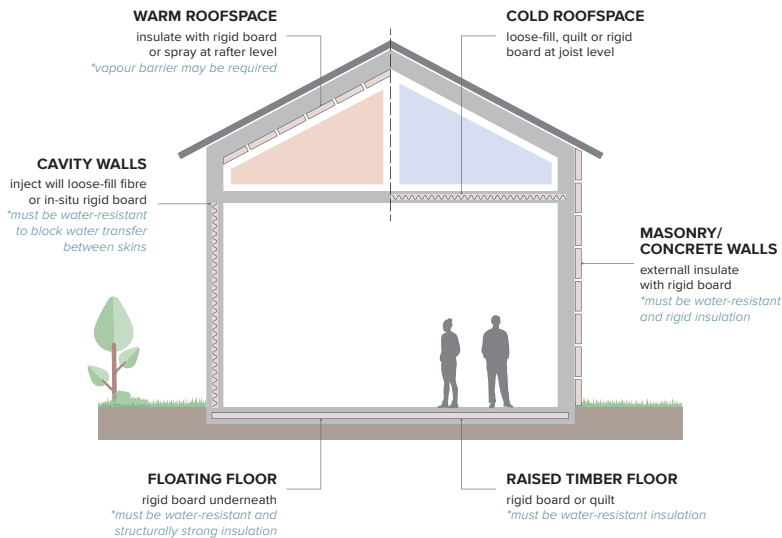 WARM ROOFSPACE
insulate with rigid board
or spray at rafter level
*vapour barrier may be required
COLD ROOFSPACE
loose-fill, quilt or rigid
board at joist level
CAVITY WALLS
inject will loose-fill fibre
or in-situ rigid board
*must be water-resistant
to block water transfer
between skins
MASONRY/
CONCRETE WALLS
externall insulate
with rigid board
*must be water-resistant
and rigid insulation
FLOATING FLOOR
rigid board underneath
*must be water-resistant and
structurally strong insulation
RAISED TIMBER FLOOR
rigid board or quilt
*must be water-resistant insulation